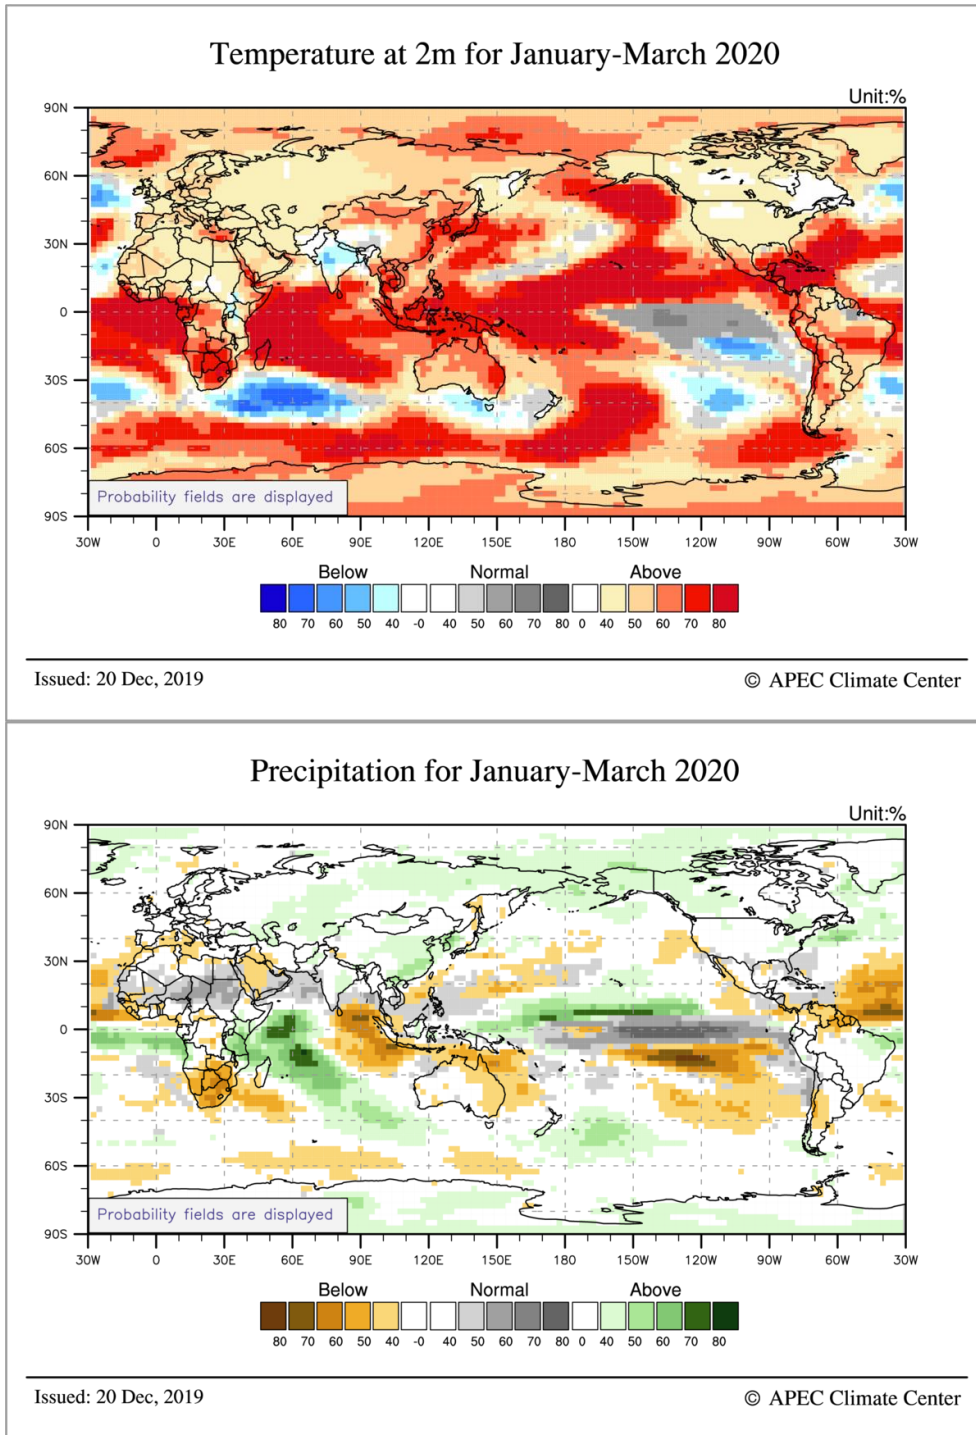 Temperature at 2m for January-March 2020
Unit:%
90N
60N
30N
0
30S
60S
90S
Probability fields are displayed
30W 0 30E 60E 90E 120E 150E 180 150W 120W 90W 60W 30W
Below Normal Above
80 70 60 50 40 -0 40 50 60 70 80 0 40 50 60 70 80
Issued: 20 Dec, 2019 © APEC Climate Center
Precipitation for January-March 2020
Unit:%
90N
60N
30N
0
30S
60S
90S
Probability fields are displayed
30W 0 30E 60E 90E 120E 150E 180 150W 120W 90W 60W 30W
Below Normal Above
80 70 60 50 40 -0 40 50 60 70 80 0 40 50 60 70 80
Issued: 20 Dec, 2019 © APEC Climate Center